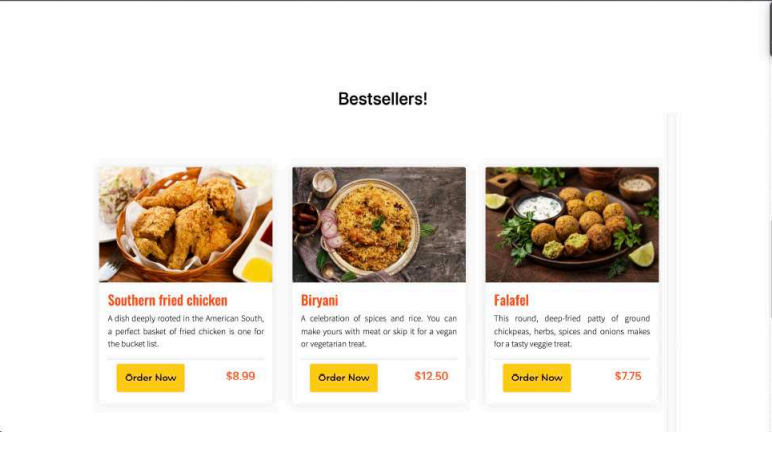 Bestsellers!
Southern fried chicken
A dish deeply rooted in the American South,
a perfect basket of fried chicken is one for
the bucket list.
Order Now
$8.99
Biryani
A celebration of spices and rice. You can
make yours with meat or skip it for a vegan
or vegetarian treat.
Order Now
$12.50
Falafel
This round, deep-fried patty of ground
chickpeas, herbs, spices and onions makes
for a tasty veggie treat.
Order Now
$7.75